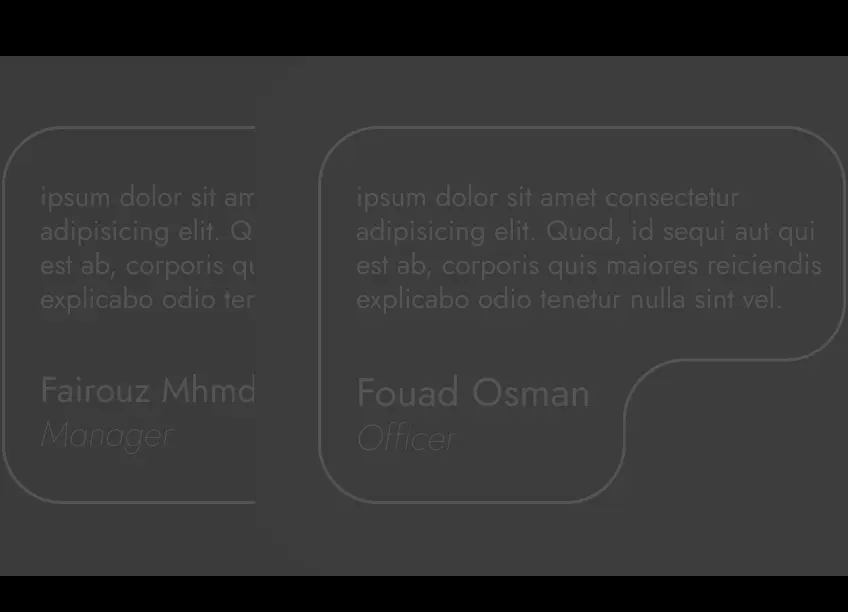 ipsum dolor sit am
adipisicing elit. Q
est ab, corporis qu
explicabo odio ten
Fairouz Mhmd
Manager
ipsum dolor sit amet consectetur
adipisicing elit. Quod, id sequi aut qui
est ab, corporis quis maiores reiciendis
explicabo odio tenetur nulla sint vel.
Fouad Osman
Officer